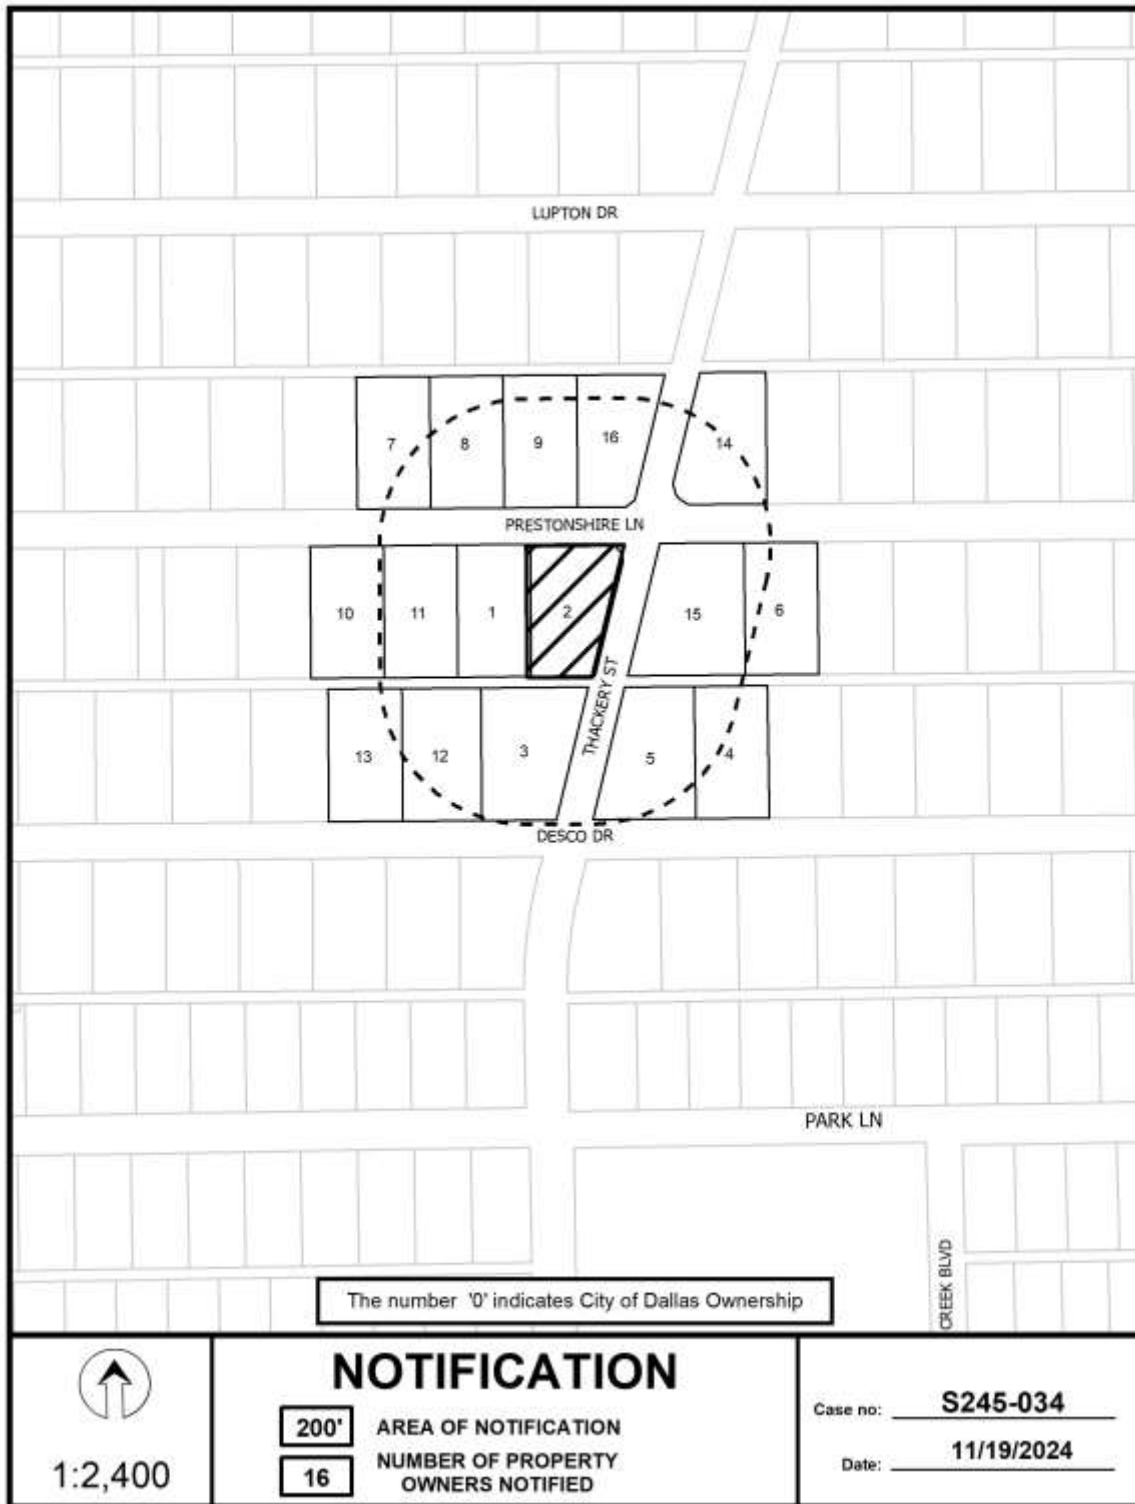 LUPTON DR
7
8
9
16
14
PRESTONSHIRE LN
10
11
1
2
15
6
THACKERY ST
13
12
3
5
4
DESCO DR
PARK LN
CREEK BLVD
The number '0' indicates City of Dallas Ownership
1:2,400
NOTIFICATION
200' AREA OF NOTIFICATION
16 NUMBER OF PROPERTY
OWNERS NOTIFIED
Case no: S245-034
Date: 11/19/2024